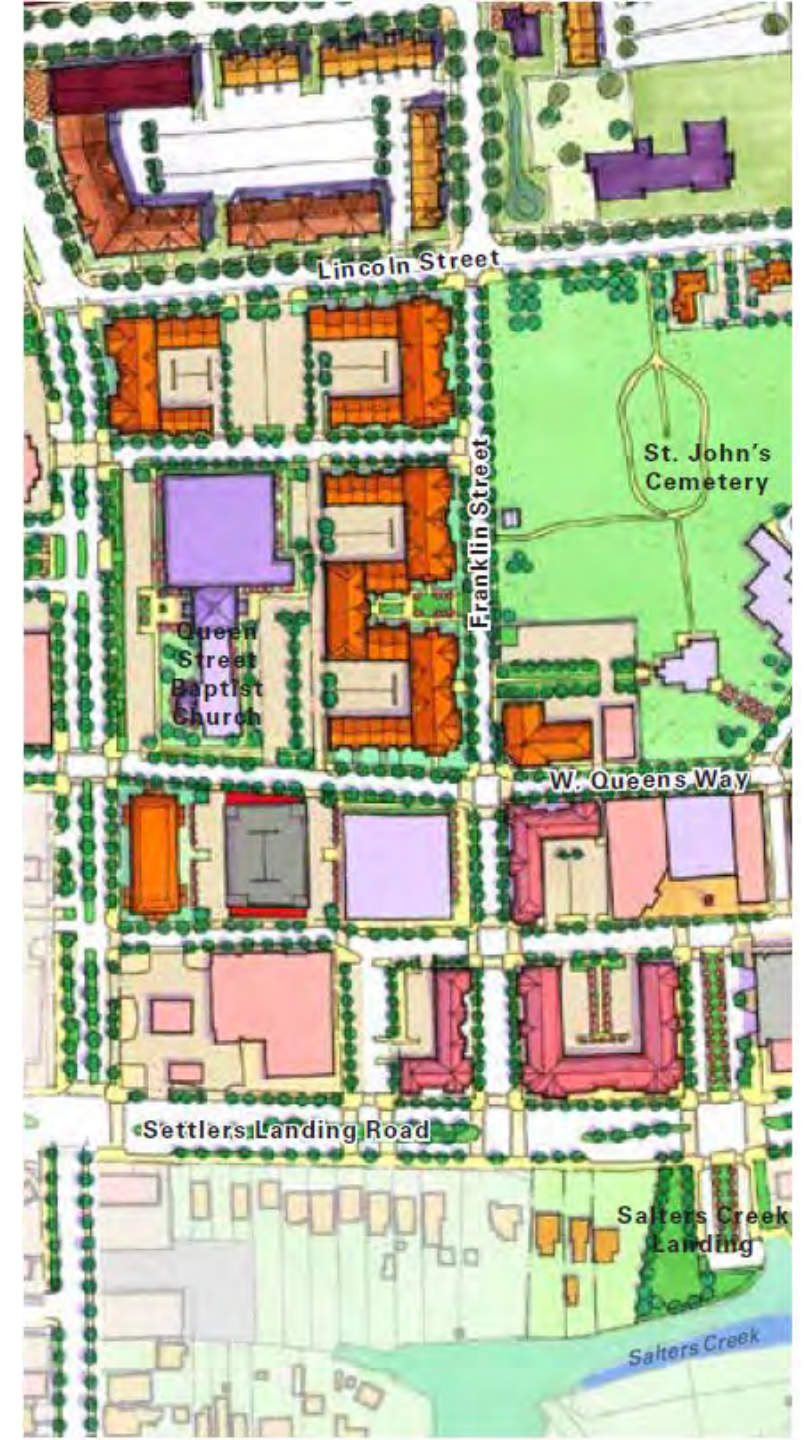 Lincoln Street
Franklin Street
St. John's
Cemetery
Queen
Street
Baptist
Church
W. Queens Way
Settlers Landing Road
Salters Creek
Landing
Salters Creek